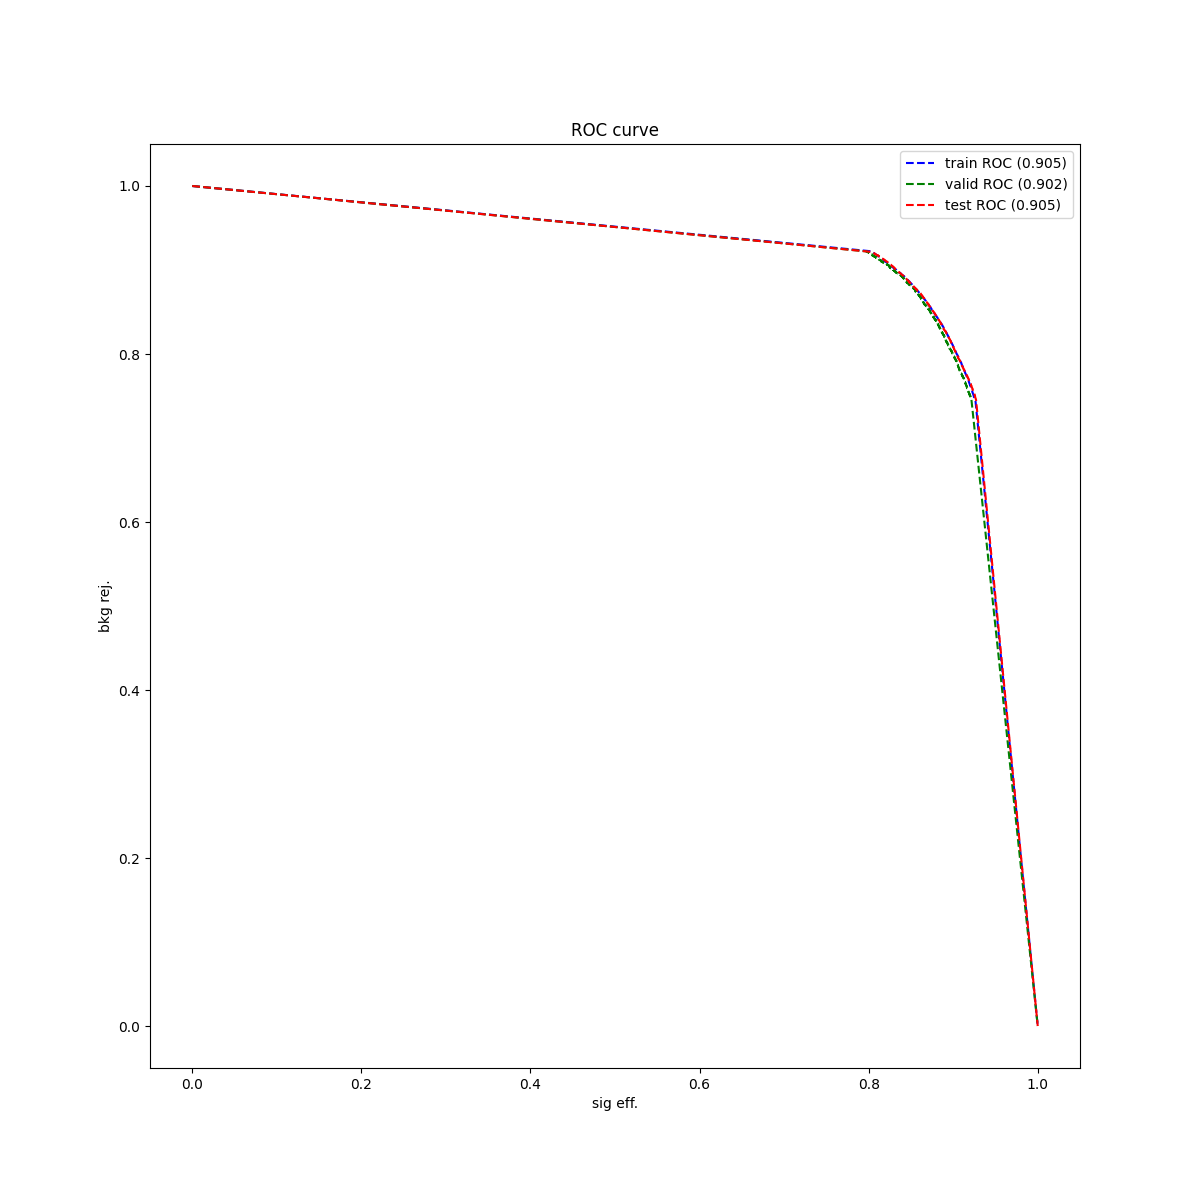 ROC curve
train ROC (0.905)
valid ROC (0.902)
test ROC (0.905)
1.0
0.8
0.6
0.4
0.2
0.0
bkg rej.
0.0 0.2 0.4 0.6 0.8 1.0
sig eff.